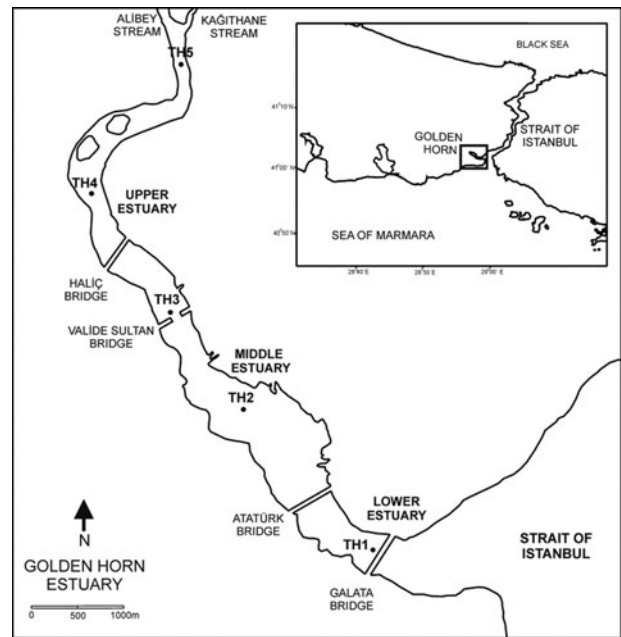 ALİBEY
STREAM
KAĞITHANE
STREAM
TH5
BLACK SEA
41°10'N
GOLDEN
HORN
STRAIT OF
ISTANBUL
41°00'N
40°50'N
SEA OF MARMARA
28°40'E
28°50'E
29°00'E
TH4
UPPER
ESTUARY
HALİÇ
BRIDGE
TH3
VALİDE SULTAN
BRIDGE
MIDDLE
ESTUARY
TH2
ATATÜRK
BRIDGE
LOWER
ESTUARY
TH1
GALATA
BRIDGE
STRAIT OF
ISTANBUL
N
GOLDEN HORN
ESTUARY
0 500 1000m